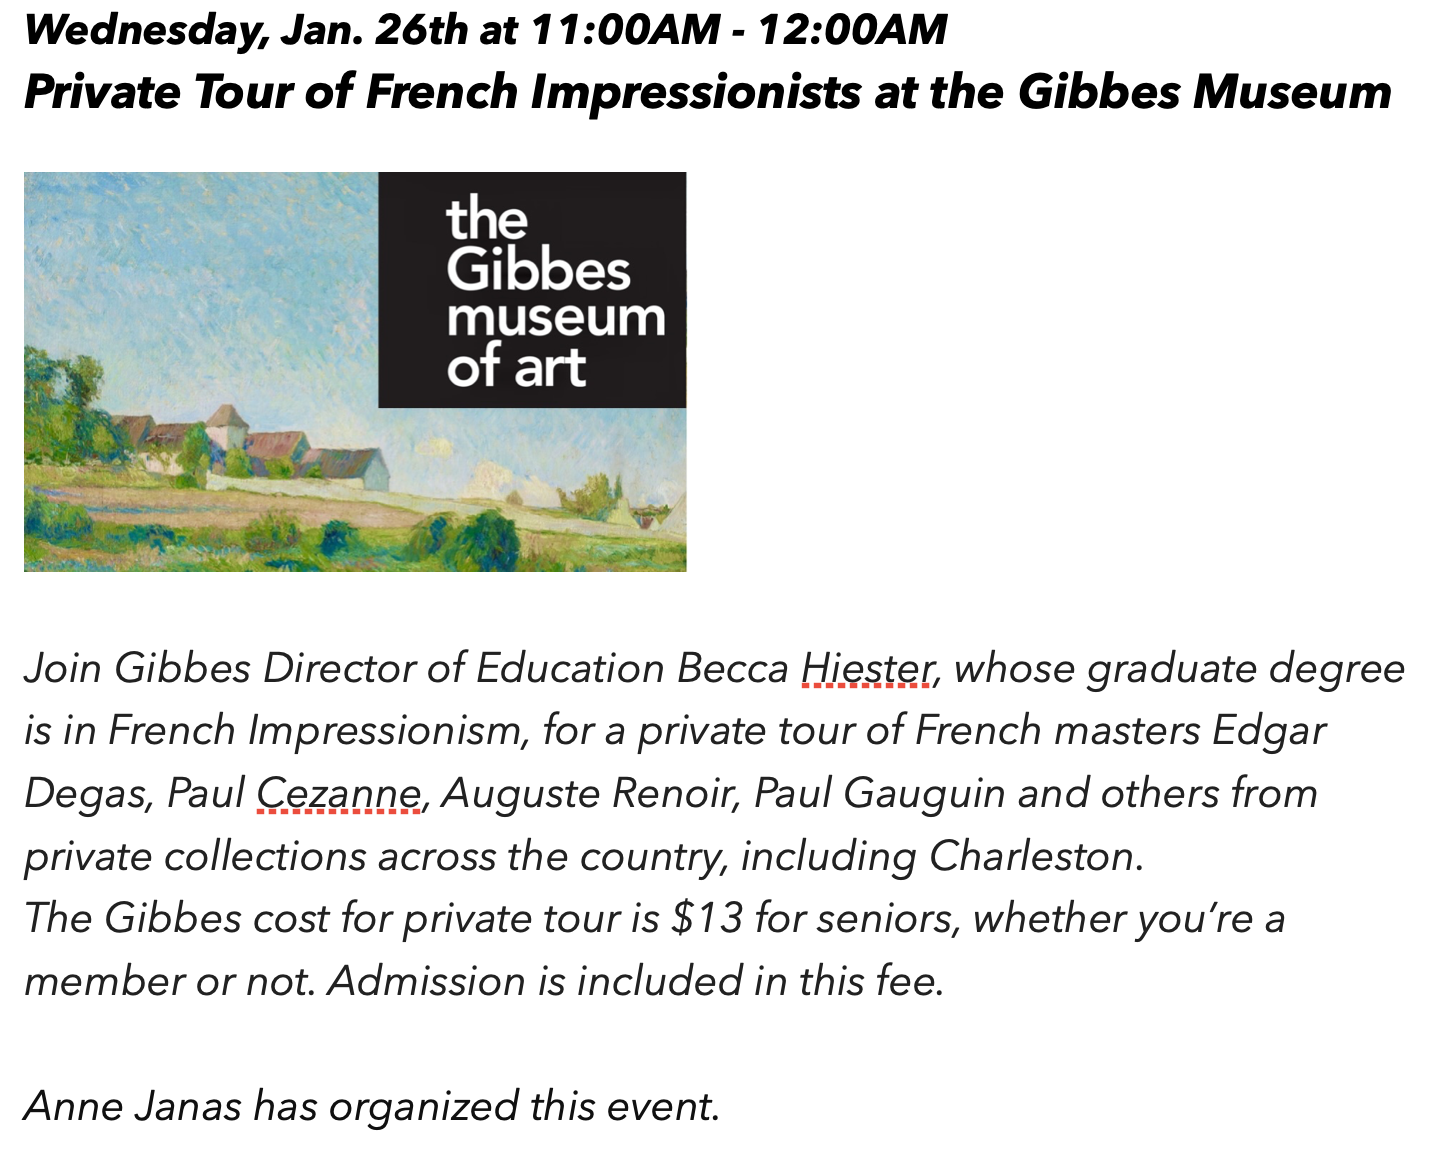 Wednesday, Jan. 26th at 11:00AM - 12:00AM
Private Tour of French Impressionists at the Gibbes Museum
the
Gibbes
museum
of art
Join Gibbes Director of Education Becca Hiester, whose graduate degree
is in French Impressionism, for a private tour of French masters Edgar
Degas, Paul Cezanne, Auguste Renoir, Paul Gauguin and others from
private collections across the country, including Charleston.
The Gibbes cost for private tour is $13 for seniors, whether you’re a
member or not. Admission is included in this fee.
Anne Janas has organized this event.